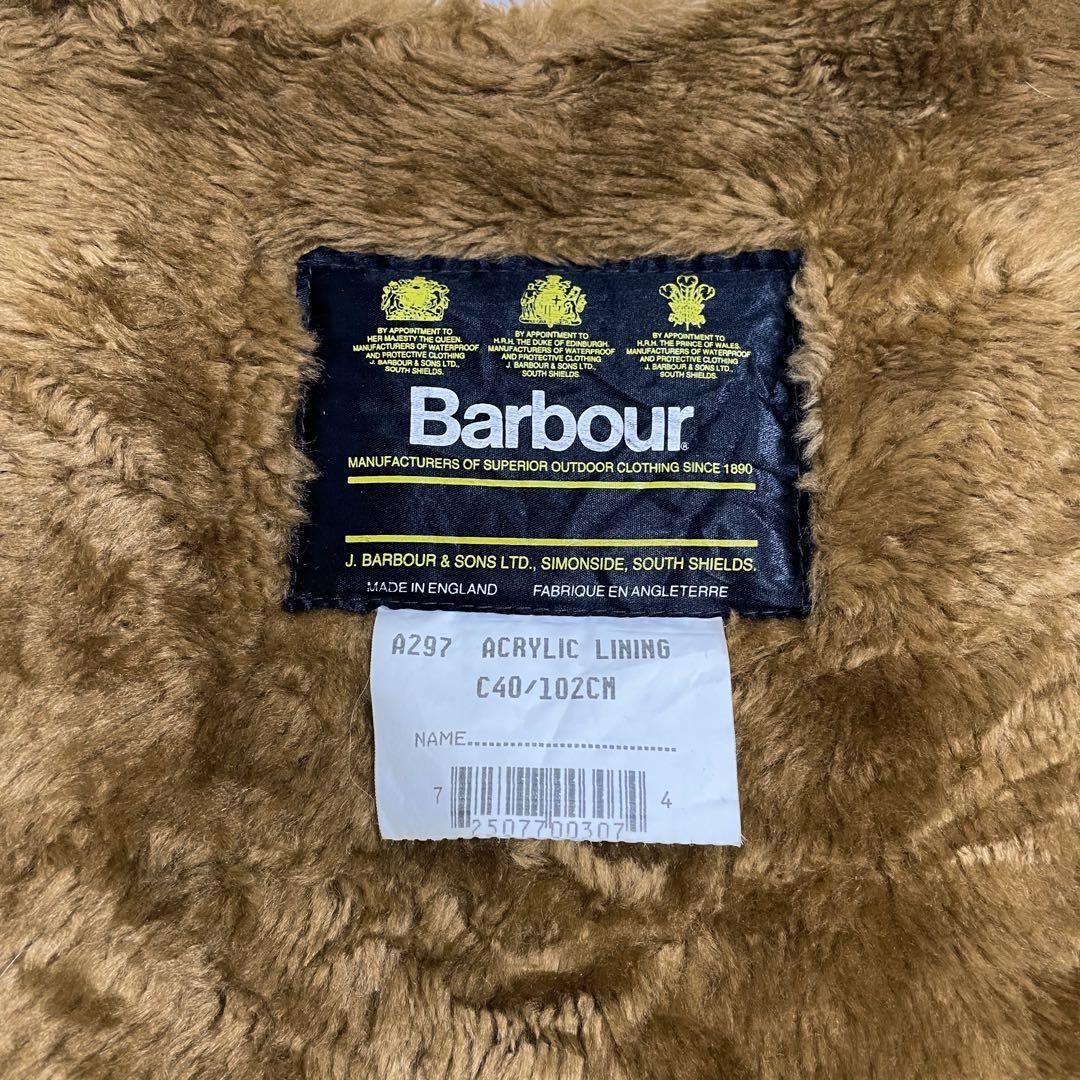 BY APPOINTMENT TO
HER MAJESTY THE QUEEN.
MANUFACTURERS OF WATERPROOF
AND PROTECTIVE CLOTHING
J. BARBOUR & SONS LTD.,
SOUTH SHIELDS.
BY APPOINTMENT TO
H.R.H. THE DUKE OF EDINBURGH.
MANUFACTURERS OF WATERPROOF
AND PROTECTIVE CLOTHING
J. BARBOUR & SONS LTD.,
SOUTH SHIELDS.
BY APPOINTMENT TO
H.R.H. THE PRINCE OF WALES.
MANUFACTURERS OF WATERPROOF
AND PROTECTIVE CLOTHING
J. BARBOUR & SONS LTD.,
SOUTH SHIELDS.
Barbour®
MANUFACTURERS OF SUPERIOR OUTDOOR CLOTHING SINCE 1890
J. BARBOUR & SONS LTD., SIMONSIDE, SOUTH SHIELDS.
MADE IN ENGLAND FABRIQUE EN ANGLETERRE
A297 ACRYLIC LINING
C40/102CM
NAME..............................
7 2507700307 4